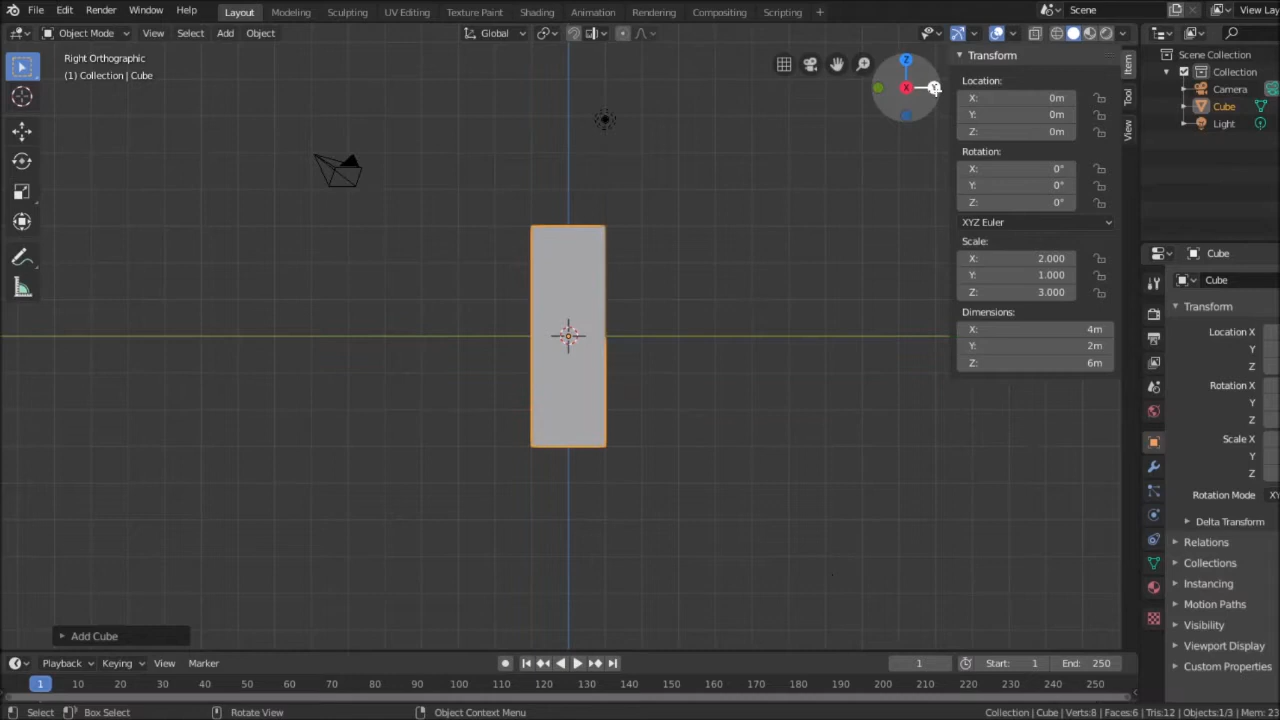 File Edit Render Window Help Layout Modeling Sculpting UV Editing Texture Paint Shading Animation Rendering Compositing Scripting + Scene View Lay
Object Mode View Select Add Object Global
Right Orthographic
(1) Collection | Cube
Z
X
Y
Transform
Location:
X: 0m
Y: 0m
Z: 0m
Rotation:
X: 0°
Y: 0°
Z: 0°
XYZ Euler
Scale:
X: 2.000
Y: 1.000
Z: 3.000
Dimensions:
X: 4m
Y: 2m
Z: 6m
Item
Tool
View
Scene Collection
Collection
Camera
Cube
Light
Cube
Cube
Transform
Location X
Y
Z
Rotation X
Y
Z
Scale X
Y
Z
Rotation Mode XY
Delta Transform
Relations
Collections
Instancing
Motion Paths
Visibility
Viewport Display
Custom Properties
Add Cube
Playback Keying View Marker 1 Start: 1 End: 250
1 10 20 30 40 50 60 70 80 90 100 110 120 130 140 150 160 170 180 190 200 210 220 230 240 250
Select Box Select Rotate View Object Context Menu Collection | Cube | Verts:8 | Faces:6 | Tris:12 | Objects:1/3 | Mem: 23